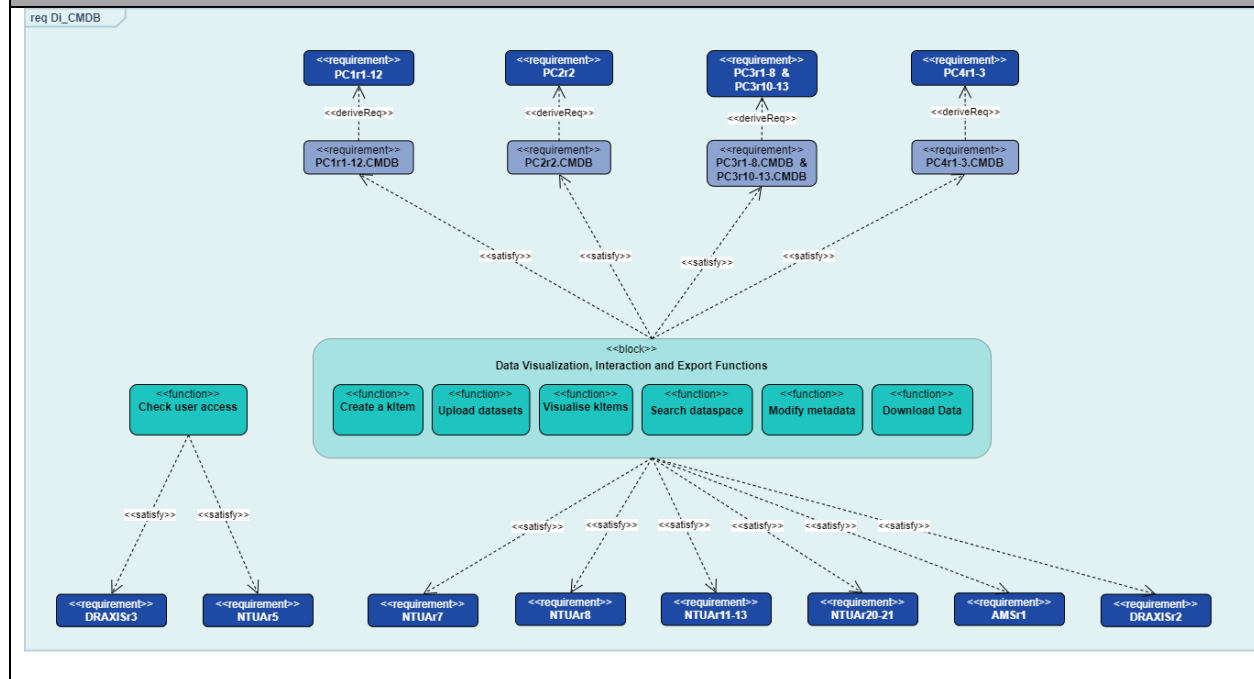 req Di_CMDB
<<requirement>>
PC1r1-12
<<requirement>>
PC2r2
<<requirement>>
PC3r1-8 &
PC3r10-13
<<requirement>>
PC4r1-3
<<deriveReq>>
<<deriveReq>>
<<deriveReq>>
<<deriveReq>>
<<requirement>>
PC1r1-12.CMDB
<<requirement>>
PC2r2.CMDB
<<requirement>>
PC3r1-8.CMDB &
PC3r10-13.CMDB
<<requirement>>
PC4r1-3.CMDB
<<satisfy>>
<<satisfy>>
<<satisfy>>
<<satisfy>>
<<block>>
Data Visualization, Interaction and Export Functions
<<function>>
Check user access
<<function>>
Create a kItem
<<function>>
Upload datasets
<<function>>
Visualise kItems
<<function>>
Search dataspace
<<function>>
Modify metadata
<<function>>
Download Data
<<satisfy>>
<<satisfy>>
<<satisfy>>
<<satisfy>>
<<satisfy>>
<<satisfy>>
<<satisfy>>
<<satisfy>>
<<requirement>>
DRAXISr3
<<requirement>>
NTUAr5
<<requirement>>
NTUAr7
<<requirement>>
NTUAr8
<<requirement>>
NTUAr11-13
<<requirement>>
NTUAr20-21
<<requirement>>
AMSr1
<<requirement>>
DRAXISr2